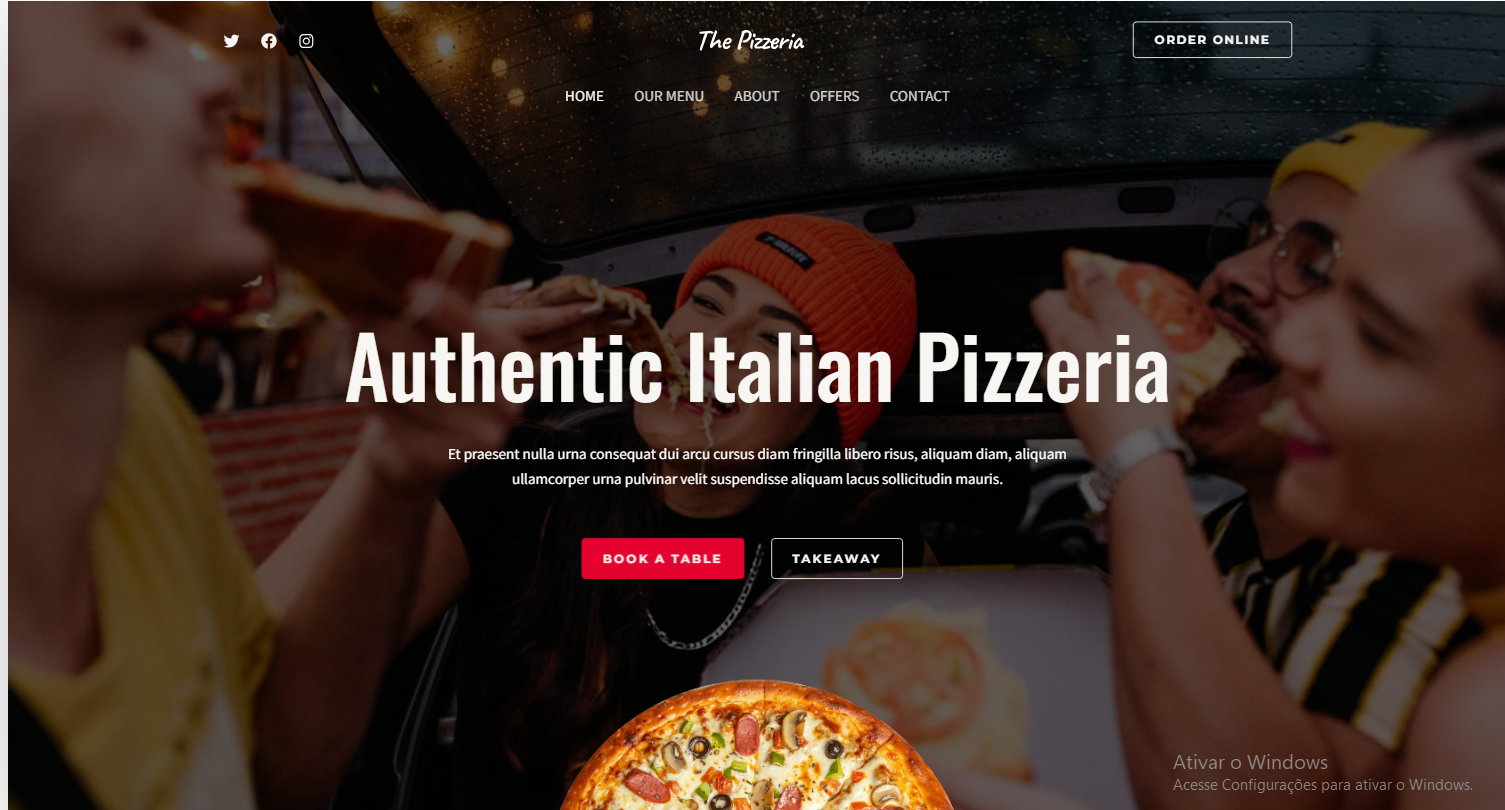 The Pizzeria
ORDER ONLINE
HOME
OUR MENU
ABOUT
OFFERS
CONTACT
Authentic Italian Pizzeria
Et praesent nulla urna consequat dui arcu cursus diam fringilla libero risus, aliquam diam, aliquam
ullamcorper urna pulvinar velit suspendisse aliquam lacus sollicitudin mauris.
BOOK A TABLE
TAKEAWAY
Ativar o Windows
Acesse Configurações para ativar o Windows.